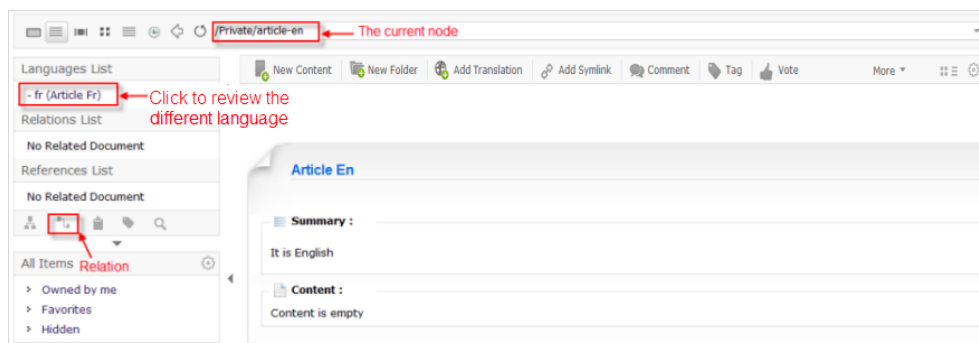 /Private/article-en The current node
Languages List
New Content New Folder Add Translation Add Symlink Comment Tag Vote More
- fr (Article Fr) Click to review the different language
Relations List
No Related Document
References List
No Related Document
Article En
Summary :
It is English
All Items Relation
Owned by me
Favorites
Hidden
Content :
Content is empty